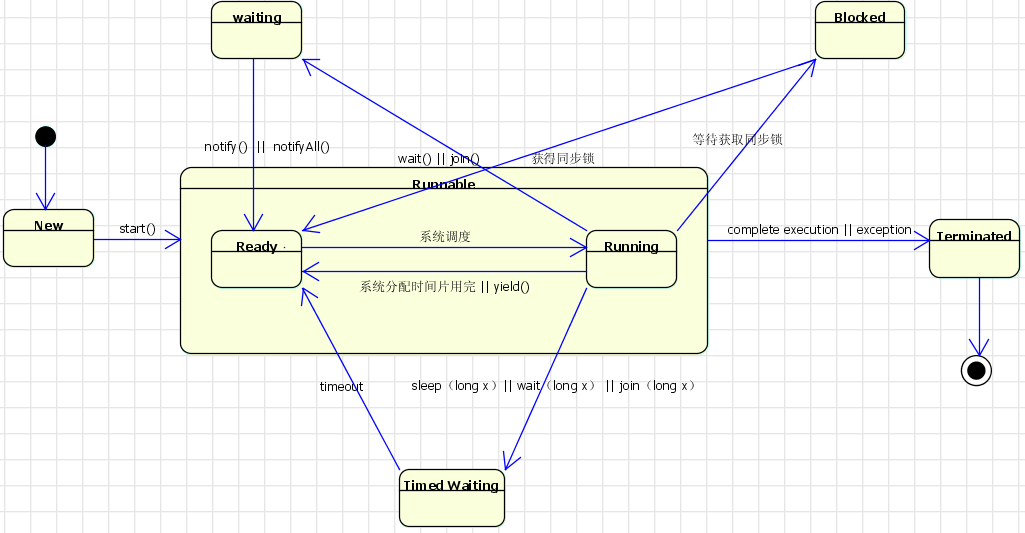 waiting
Blocked
notify() || notifyAll()
wait() || join()
获得同步锁
等待获取同步锁
Runnable
New
start()
Ready
系统调度
Running
complete execution || exception
Terminated
系统分配时间片用完 || yield()
timeout
sleep（long x）|| wait（long x） || join（long x）
Timed Waiting